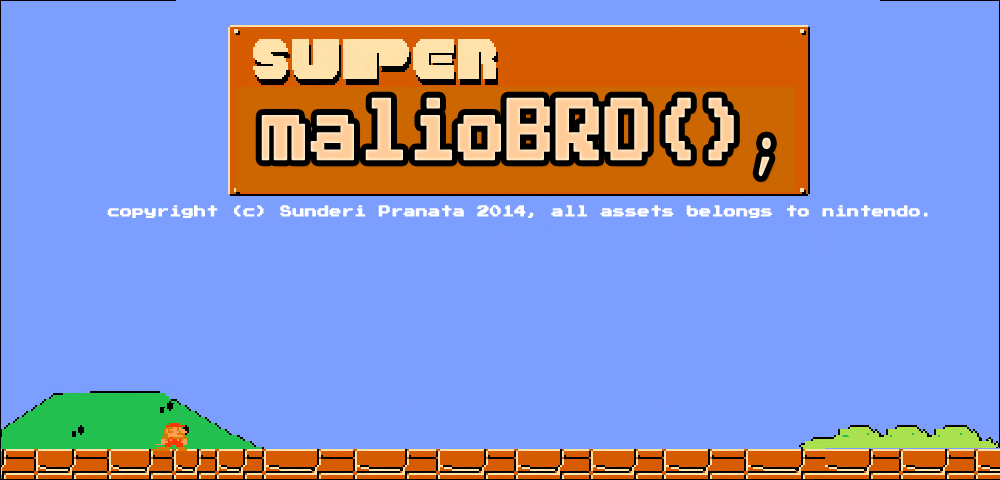 SUPER
malioBRO();
copyright (c) Sunderi Pranata 2014, all assets belongs to nintendo.